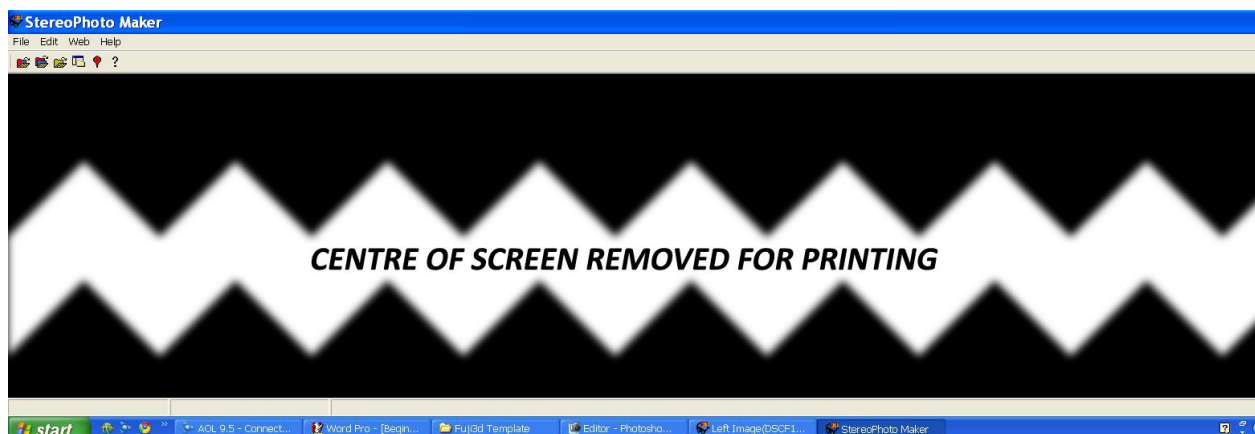 StereoPhoto Maker
File Edit Web Help
?
CENTRE OF SCREEN REMOVED FOR PRINTING
start » AOL 9.5 - Connect... Word Pro - [Begin... Fuji3d Template Editor - Photosho... Left Image(DSCF1... StereoPhoto Maker ?